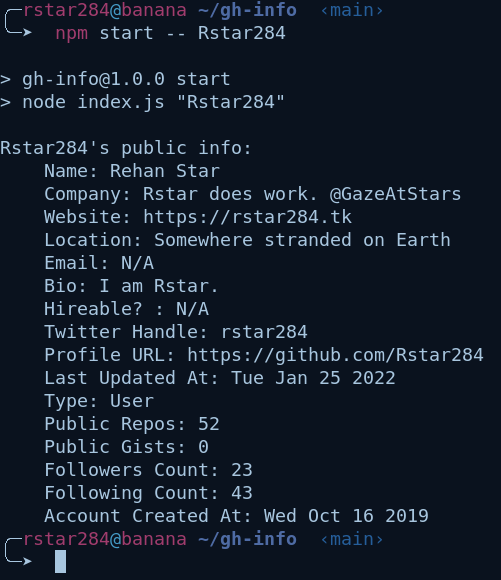 ╭─rstar284@banana ~/gh-info ‹main›
╰─➤ npm start -- Rstar284

> gh-info@1.0.0 start
> node index.js "Rstar284"

Rstar284's public info:
    Name: Rehan Star
    Company: Rstar does work. @GazeAtStars
    Website: https://rstar284.tk
    Location: Somewhere stranded on Earth
    Email: N/A
    Bio: I am Rstar.
    Hireable? : N/A
    Twitter Handle: rstar284
    Profile URL: https://github.com/Rstar284
    Last Updated At: Tue Jan 25 2022
    Type: User
    Public Repos: 52
    Public Gists: 0
    Followers Count: 23
    Following Count: 43
    Account Created At: Wed Oct 16 2019
╭─rstar284@banana ~/gh-info ‹main›
╰─➤